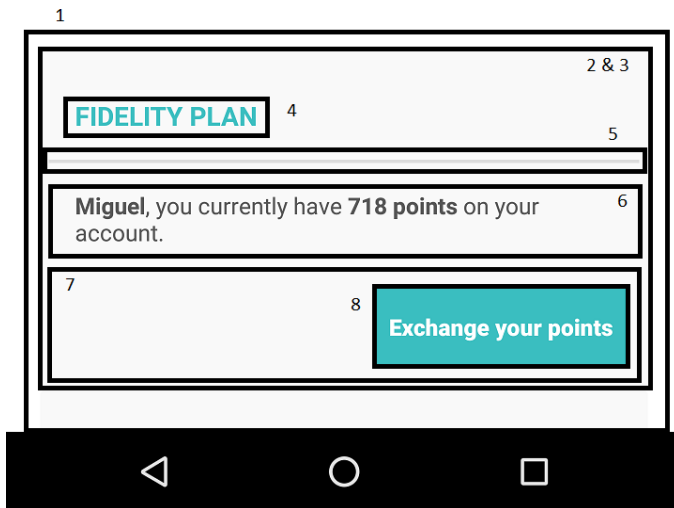 1
2 & 3
FIDELITY PLAN
4
5
Miguel, you currently have 718 points on your
account.
6
7
8
Exchange your points